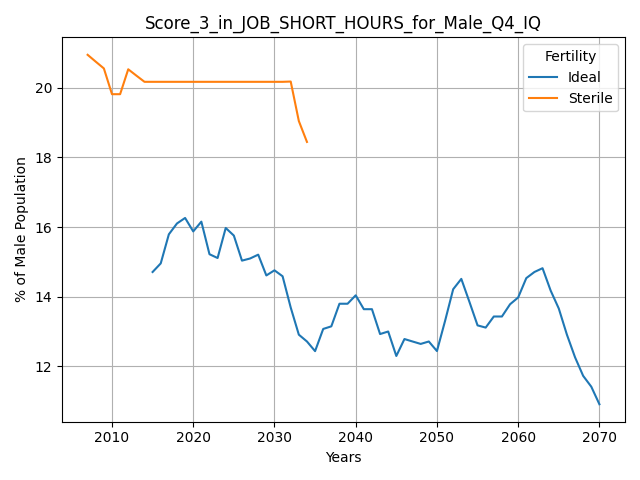 Score_3_in_JOB_SHORT_HOURS_for_Male_Q4_IQ
Fertility
Ideal
Sterile
% of Male Population
20
18
16
14
12
2010 2020 2030 2040 2050 2060 2070
Years